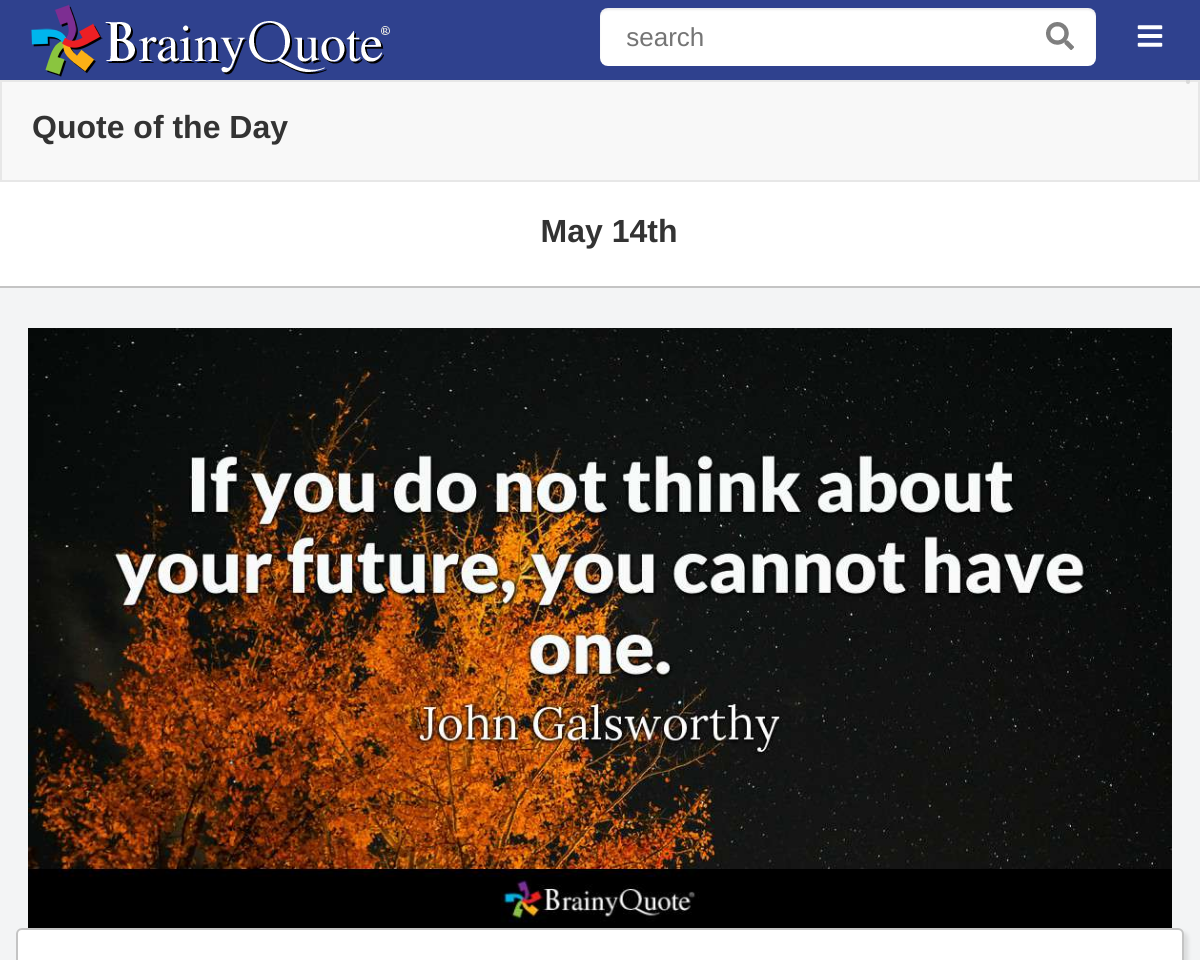 BrainyQuote®
search
Quote of the Day
May 14th
If you do not think about
your future, you cannot have
one.
John Galsworthy
BrainyQuote®